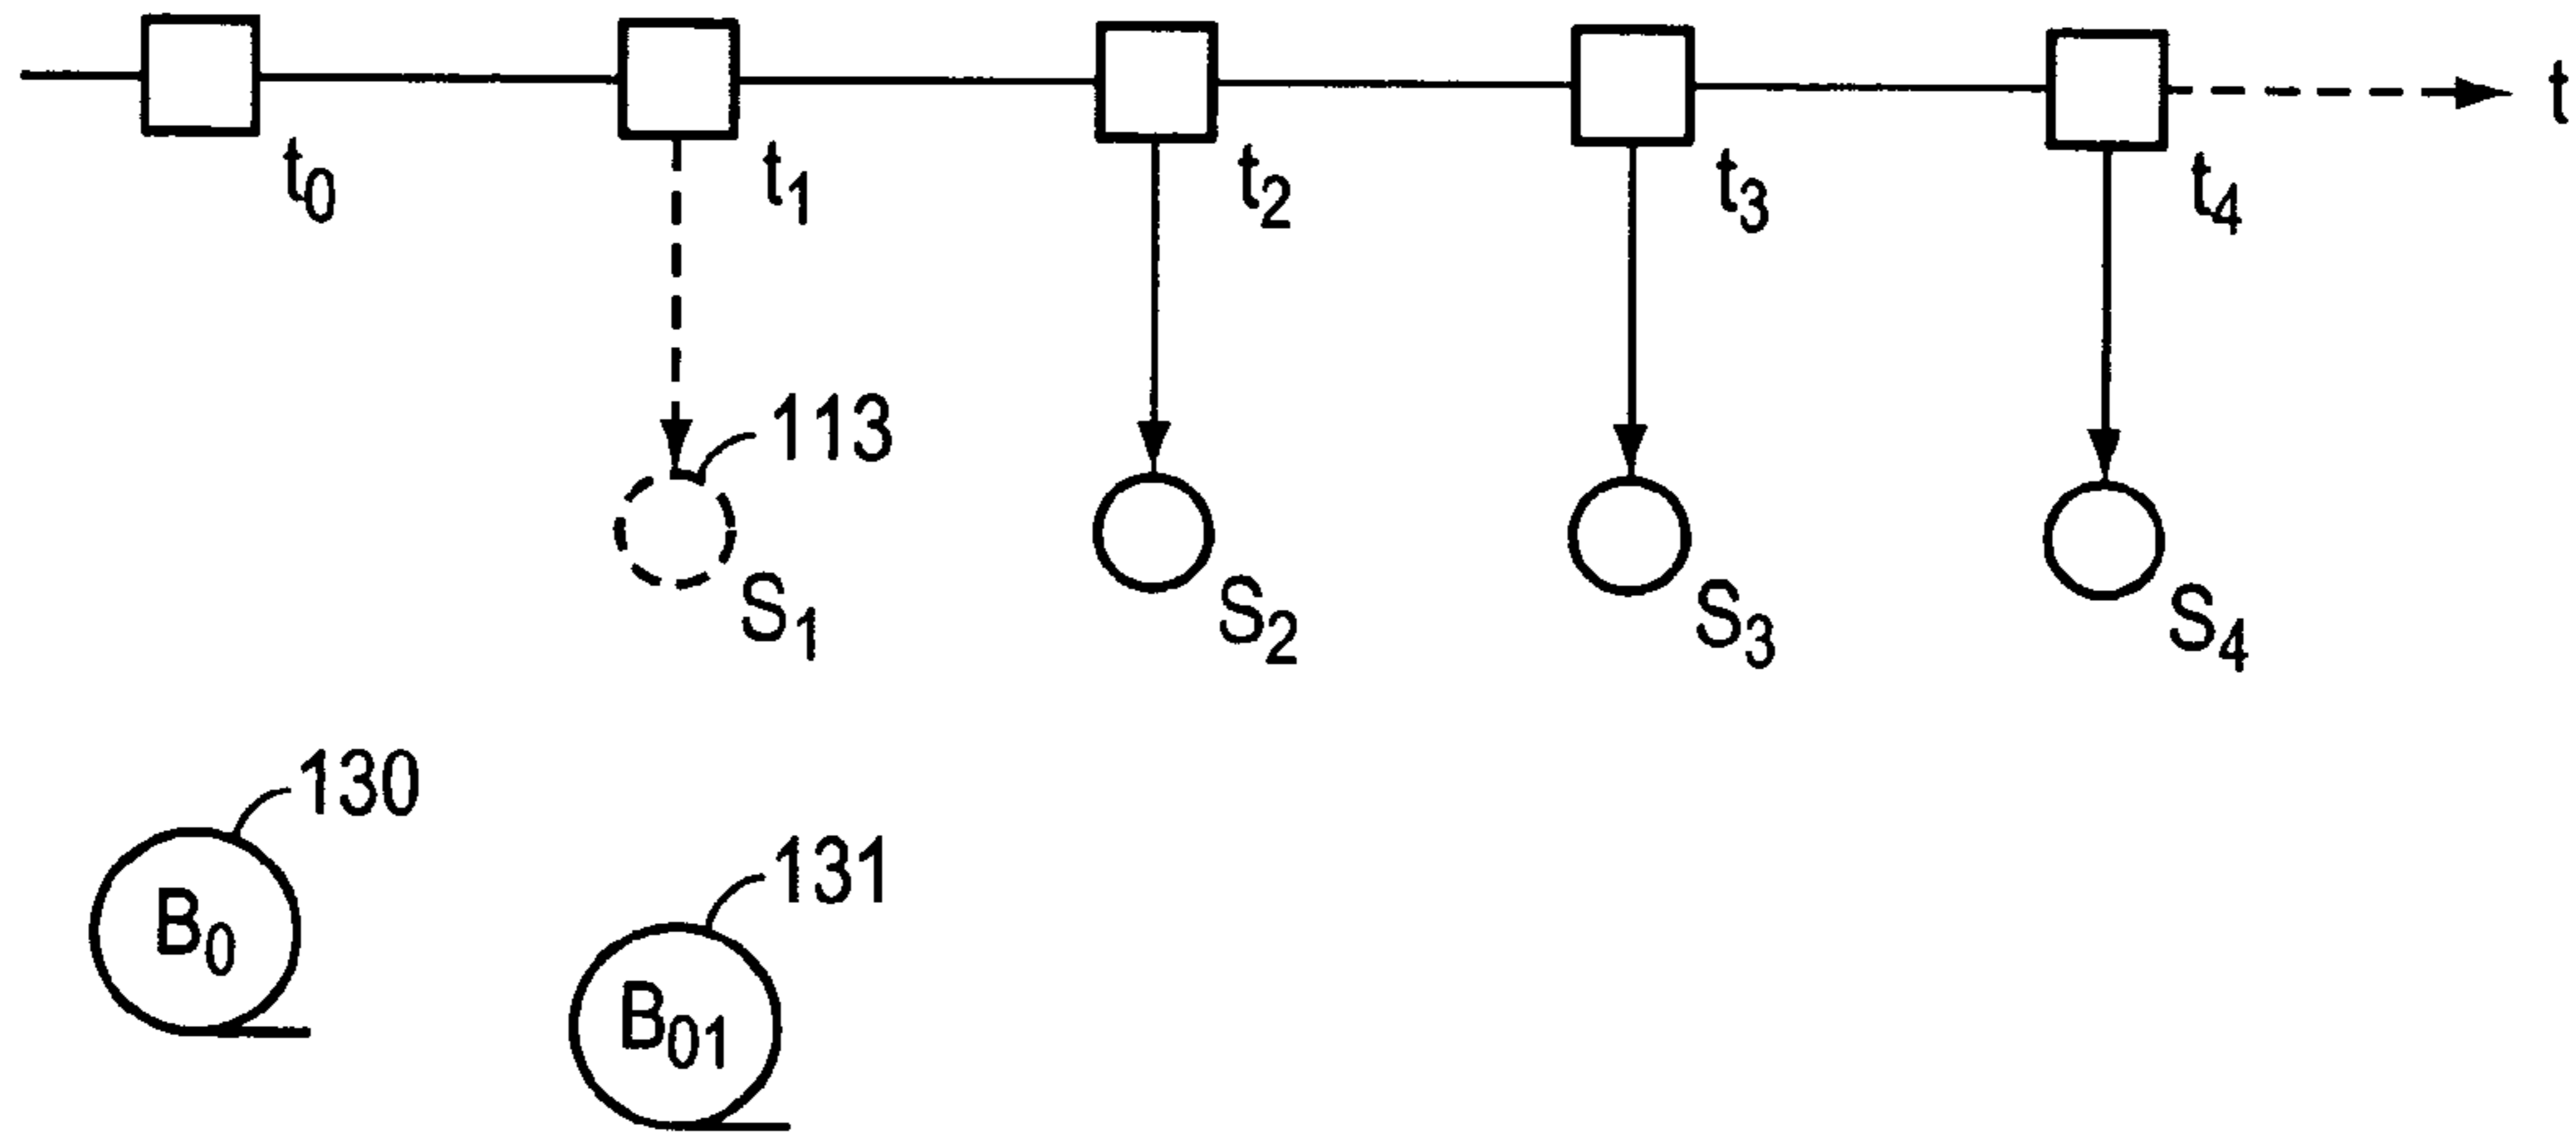 t
t₀ t₁ t₂ t₃ t₄
113
S₁ S₂ S₃ S₄
130
131
B₀
B₀₁